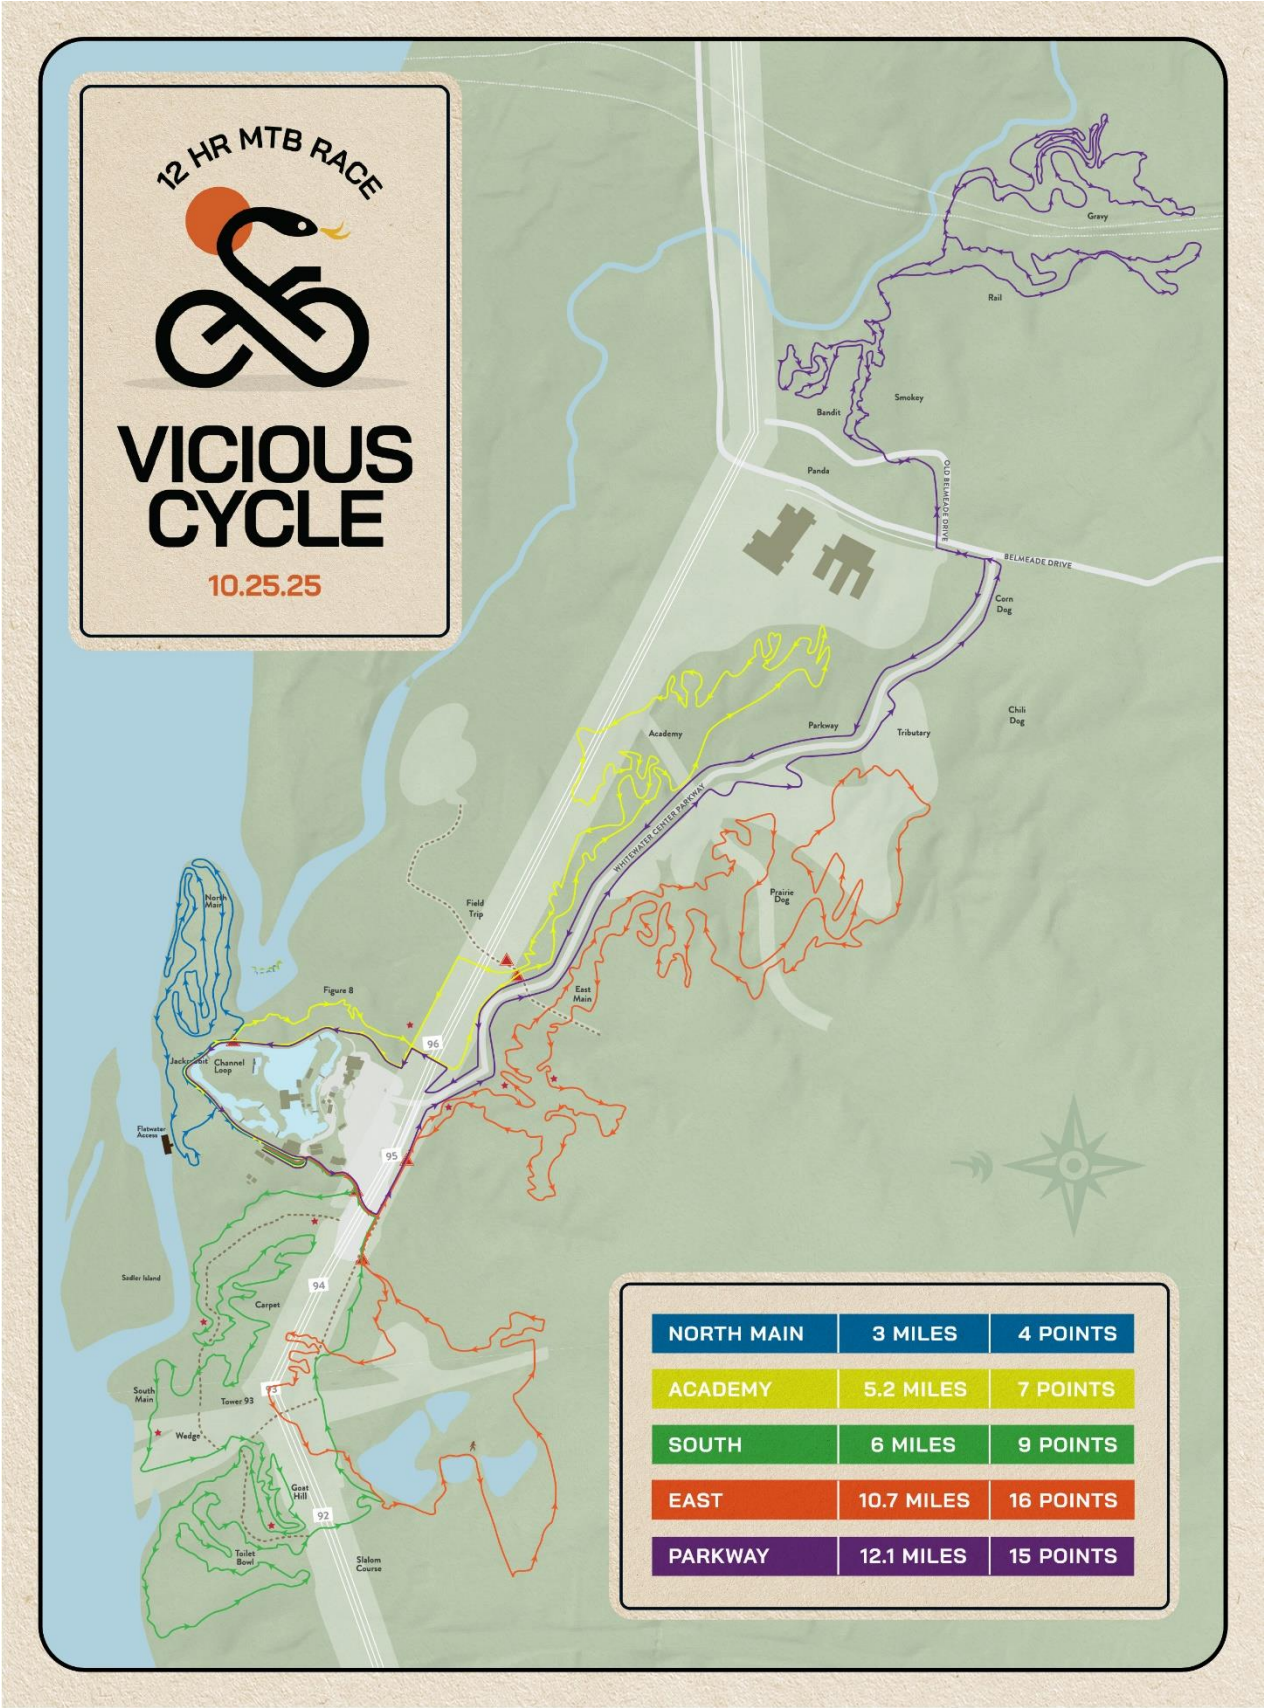 12 HR MTB RACE
VICIOUS
CYCLE
10.25.25
Gravy
Rail
Smokey
Bandit
Panda
OLD BELMEADE DRIVE
BELMEADE DRIVE
Corn
Dog
Chili
Dog
Parkway
Tributary
Academy
WHITEWATER CENTER PARKWAY
Prairie
Dog
North
Main
Field
Trip
East
Main
Figure 8
96
Jackrabbit
Channel
Loop
Flatwater
Access
95
Sadler Island
94
Carpet
South
Main
93
Tower 93
Wedge
Goat
Hill
92
Toilet
Bowl
Slalom
Course
NORTH MAIN 3 MILES 4 POINTS
ACADEMY 5.2 MILES 7 POINTS
SOUTH 6 MILES 9 POINTS
EAST 10.7 MILES 16 POINTS
PARKWAY 12.1 MILES 15 POINTS